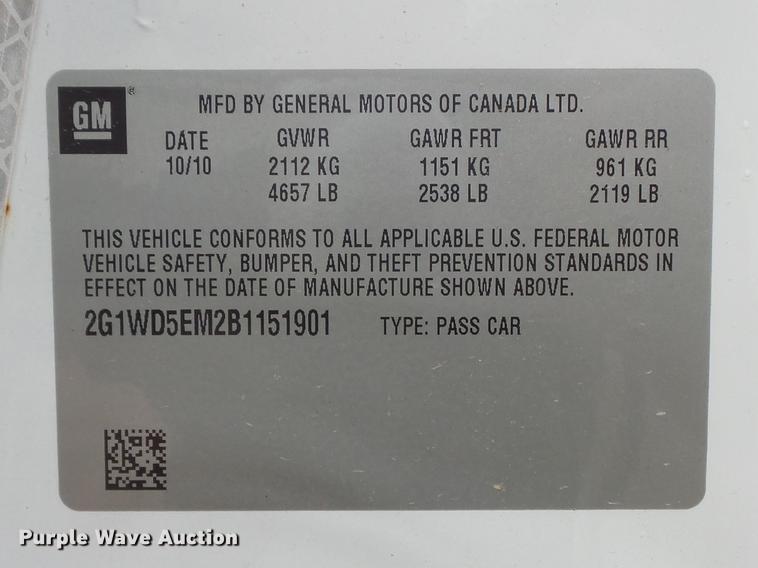 GM ®
MFD BY GENERAL MOTORS OF CANADA LTD.
DATE GVWR GAWR FRT GAWR RR
10/10 2112 KG 1151 KG 961 KG
4657 LB 2538 LB 2119 LB
THIS VEHICLE CONFORMS TO ALL APPLICABLE U.S. FEDERAL MOTOR
VEHICLE SAFETY, BUMPER, AND THEFT PREVENTION STANDARDS IN
EFFECT ON THE DATE OF MANUFACTURE SHOWN ABOVE.
2G1WD5EM2B1151901 TYPE: PASS CAR
Purple Wave Auction